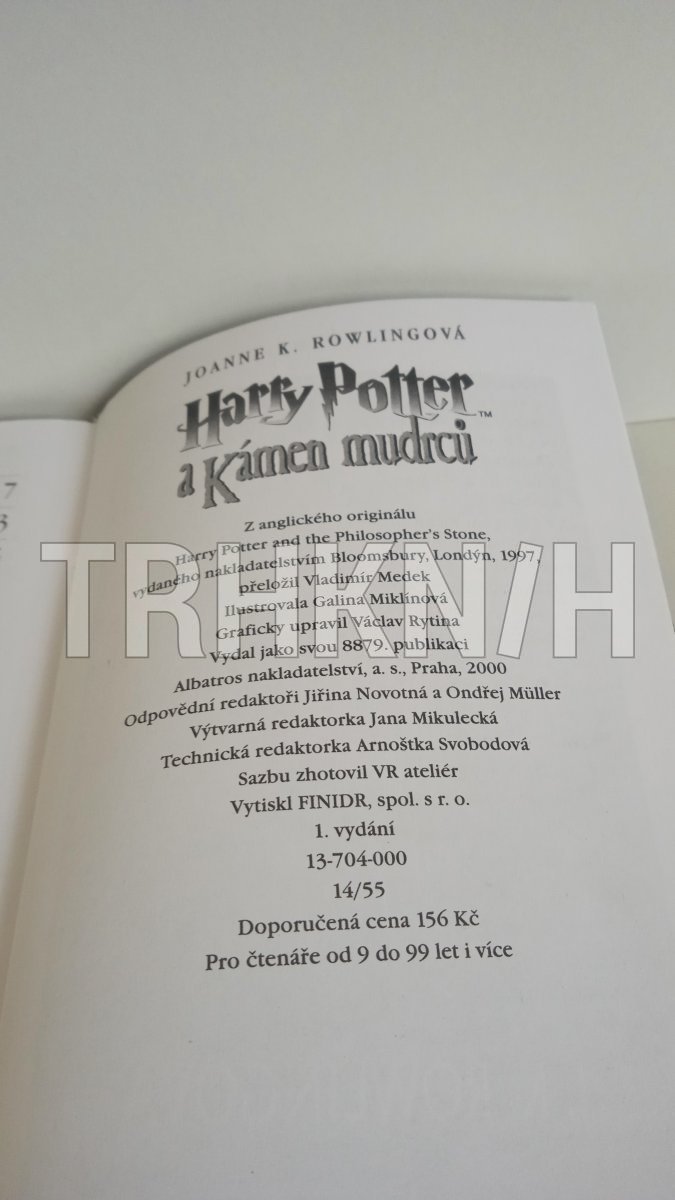 7
3
JOANNE K. ROWLINGOVÁ
Harry Potter™
a Kámen mudrců
Z anglického originálu
Harry Potter and the Philosopher's Stone,
vydaného nakladatelstvím Bloomsbury, Londýn, 1997,
přeložil Vladimír Medek
Ilustrovala Galina Miklínová
Graficky upravil Václav Rytina
Vydal jako svou 8879. publikaci
Albatros nakladatelství, a. s., Praha, 2000
Odpovědní redaktoři Jiřina Novotná a Ondřej Müller
Výtvarná redaktorka Jana Mikulecká
Technická redaktorka Arnoštka Svobodová
Sazbu zhotovil VR ateliér
Vytiskl FINIDR, spol. s r. o.
1. vydání
13-704-000
14/55
Doporučená cena 156 Kč
Pro čtenáře od 9 do 99 let i více
TRHKN/H